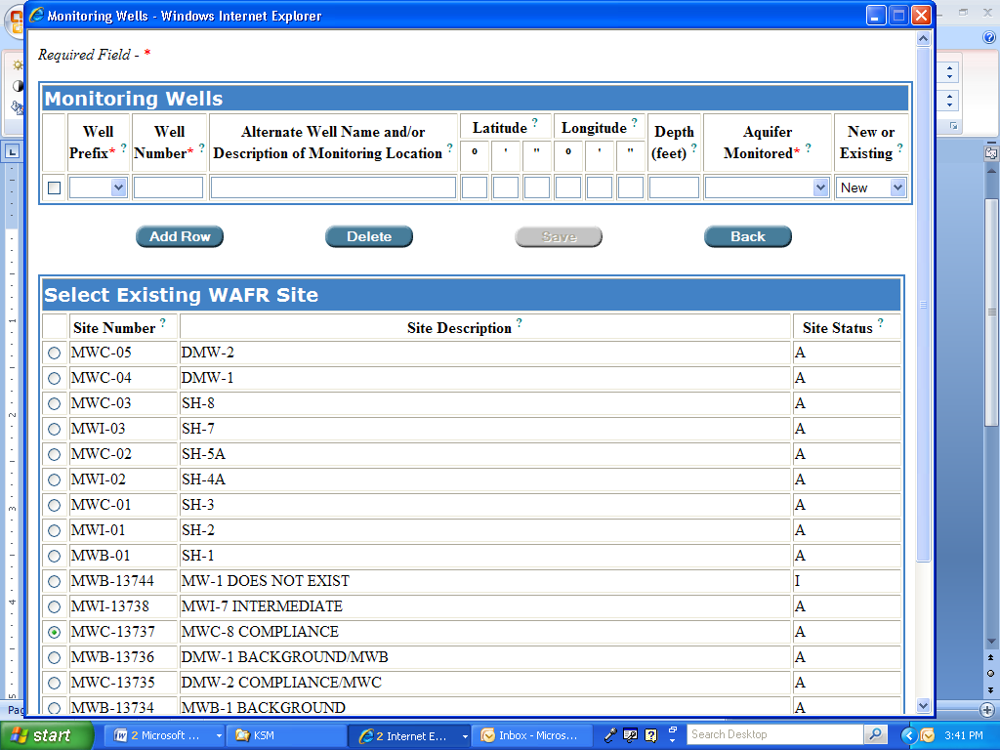 Monitoring Wells - Windows Internet Explorer
Required Field - *
Monitoring Wells
Well Prefix* ? Well Number* ? Alternate Well Name and/or Description of Monitoring Location ? Latitude ? Longitude ? Depth (feet) ? Aquifer Monitored* ? New or Existing ?
º ' " º ' "
New
Add Row Delete Save Back
Select Existing WAFR Site
Site Number ? Site Description ? Site Status ?
MWC-05 DMW-2 A
MWC-04 DMW-1 A
MWC-03 SH-8 A
MWI-03 SH-7 A
MWC-02 SH-5A A
MWI-02 SH-4A A
MWC-01 SH-3 A
MWI-01 SH-2 A
MWB-01 SH-1 A
MWB-13744 MW-1 DOES NOT EXIST I
MWI-13738 MWI-7 INTERMEDIATE A
MWC-13737 MWC-8 COMPLIANCE A
MWB-13736 DMW-1 BACKGROUND/MWB A
MWC-13735 DMW-2 COMPLIANCE/MWC A
MWB-13734 MWB-1 BACKGROUND A
start 2 Microsoft ... KSM 2 Internet E... Inbox - Micros... Search Desktop 3:41 PM